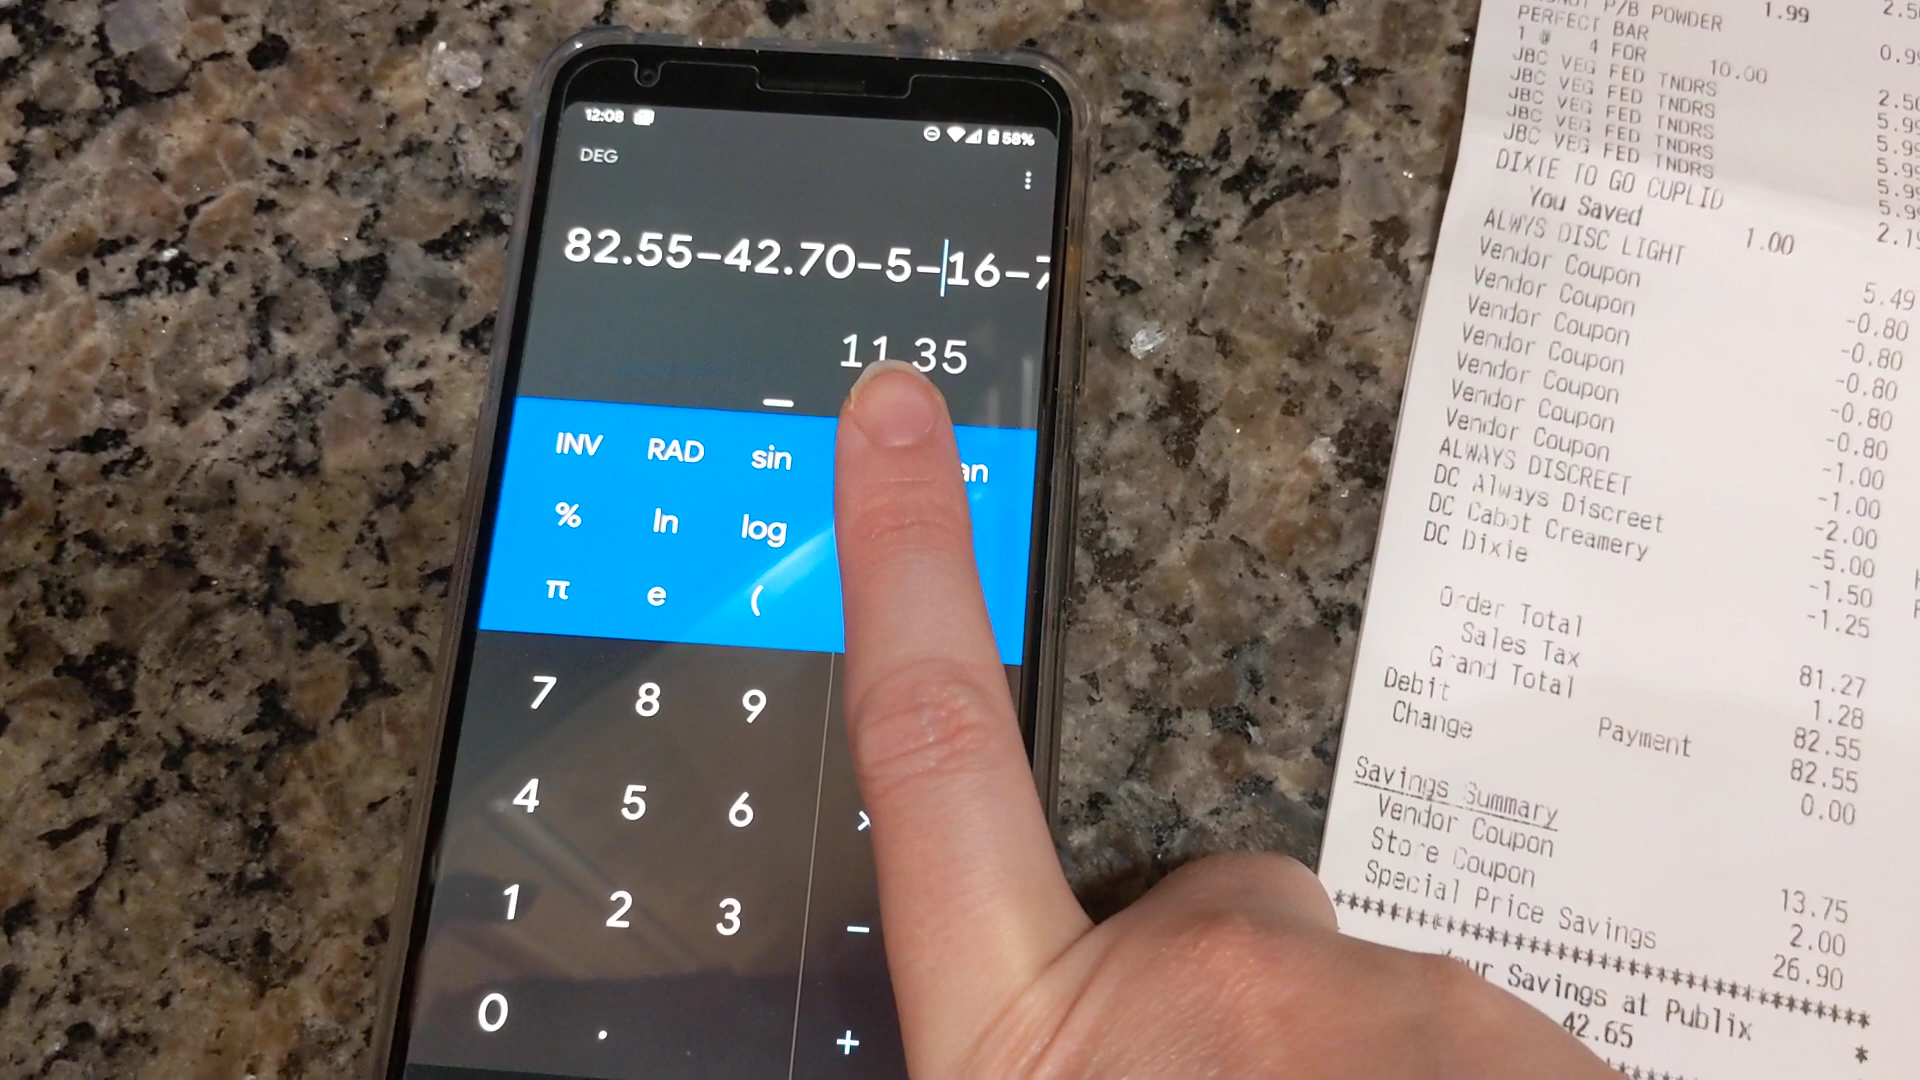 12:08
58%
DEG
82.55–42.70–5–16–7
11.35
INV RAD sin
% ln log
π e (
7 8 9
4 5 6
1 2 3 –
0 . +
P/B POWDER 1.99
PERFECT BAR
1 @ 4 FOR 10.00
JBC VEG FED TNDRS
JBC VEG FED TNDRS
JBC VEG FED TNDRS
JBC VEG FED TNDRS
JBC VEG FED TNDRS
DIXIE TO GO CUPLID
You Saved 1.00
ALWYS DISC LIGHT 5.49
Vendor Coupon -0.80
Vendor Coupon -0.80
Vendor Coupon -0.80
Vendor Coupon -0.80
Vendor Coupon -0.80
Vendor Coupon -1.00
Vendor Coupon -1.00
ALWAYS DISCREET -2.00
DC Always Discreet -5.00
DC Cabot Creamery -1.50
DC Dixie -1.25
Order Total 81.27
Sales Tax 1.28
Grand Total 82.55
Debit Payment 82.55
Change 0.00
Savings Summary
Vendor Coupon 13.75
Store Coupon 2.00
Special Price Savings 26.90
**********************************
Your Savings at Publix *
42.65